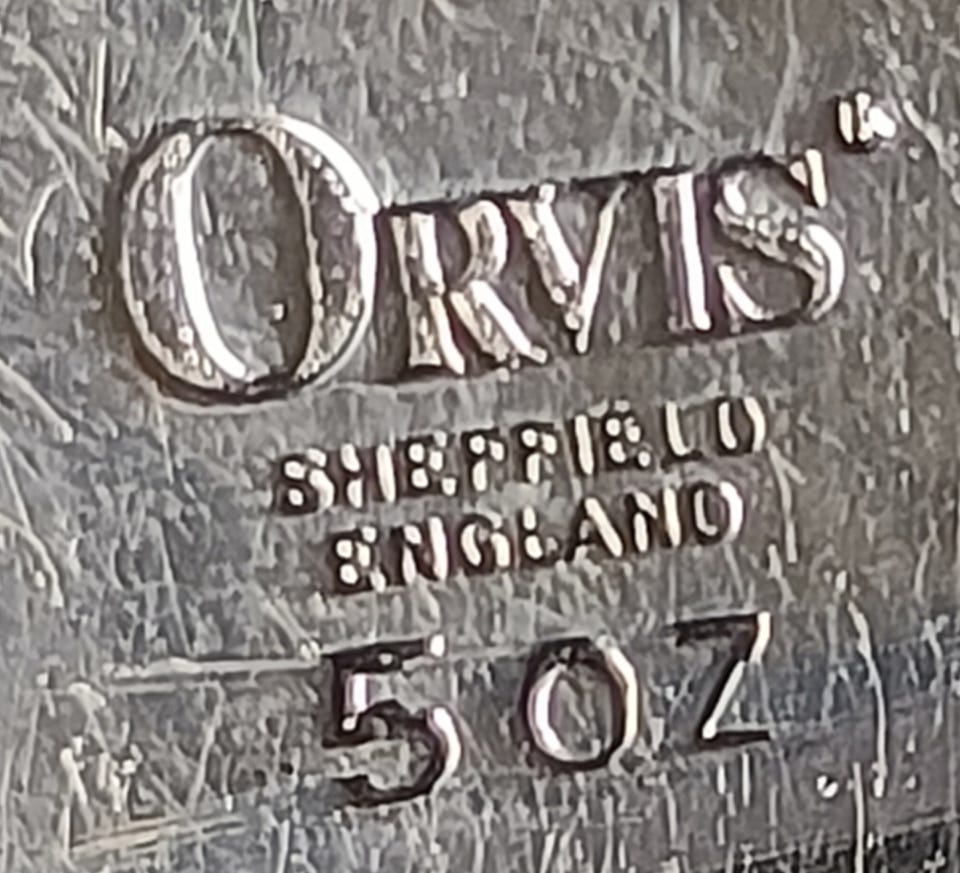 ORVIS
SHEFFIELD
ENGLAND
5 OZ